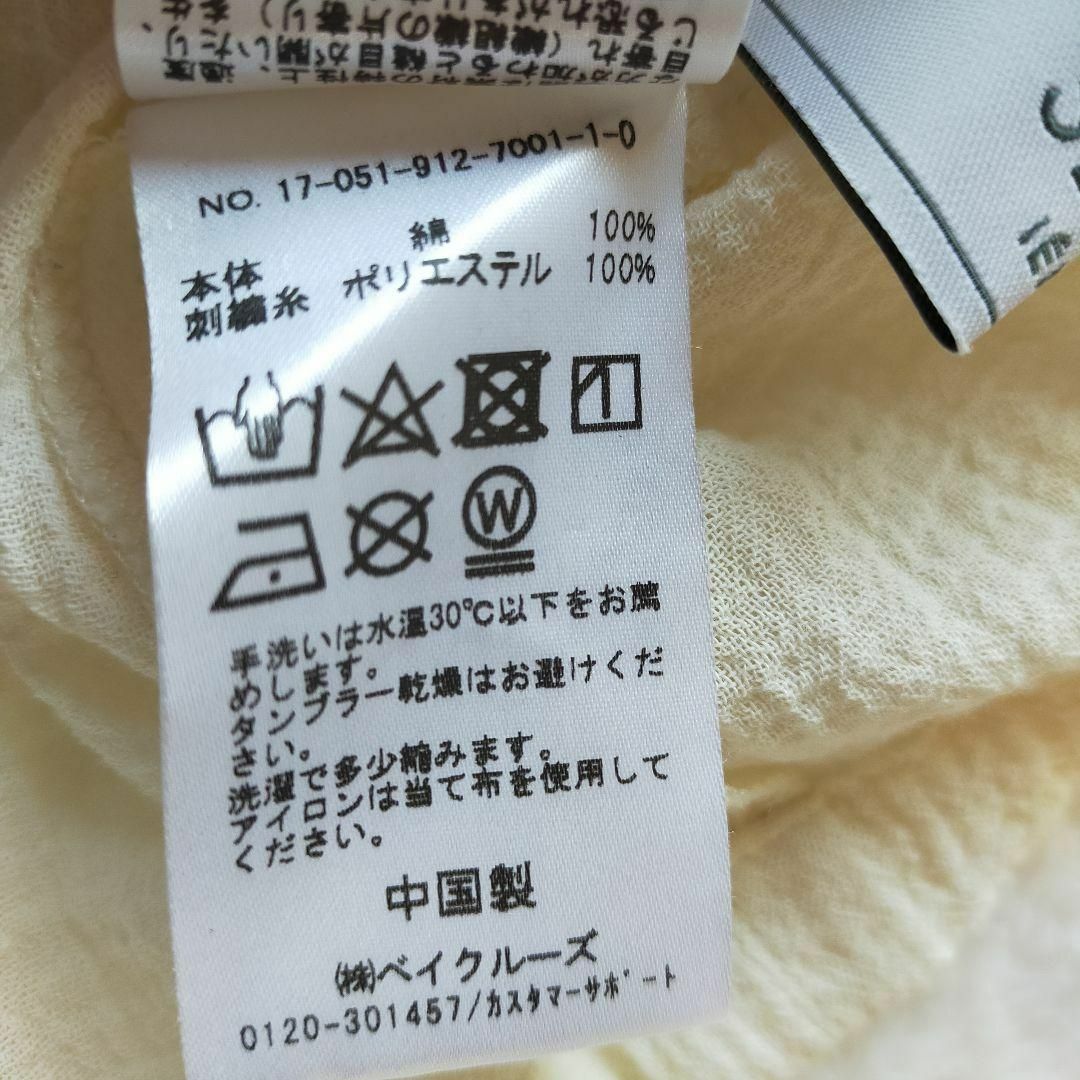 NO. 17-051-912-7001-1-0
本体 綿 100%
刺繍糸 ポリエステル 100%
W
手洗いは水温30℃以下をお薦
めします。
タンブラー乾燥はお避けくだ
さい。
洗濯で多少縮みます。
アイロンは当て布を使用して
ください。
中国製
㈱ベイクルーズ
0120-301457/カスタマーサポート